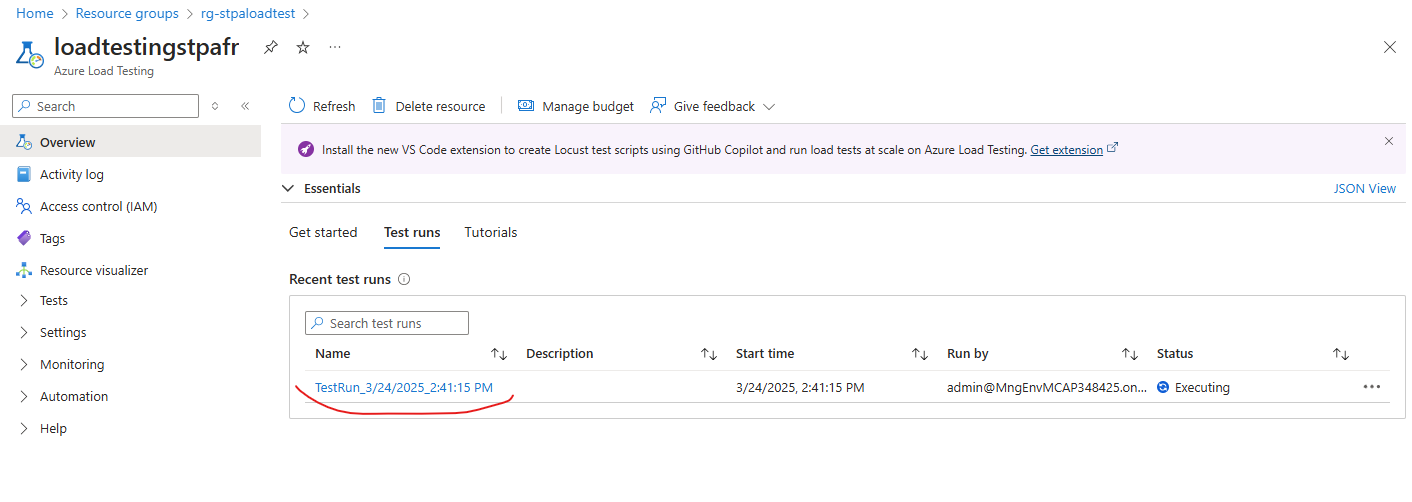 Home > Resource groups > rg-stpaloadtest >
loadtestingstpafr
Azure Load Testing
Search
Refresh Delete resource Manage budget Give feedback
Overview
Install the new VS Code extension to create Locust test scripts using GitHub Copilot and run load tests at scale on Azure Load Testing. Get extension
Activity log
Essentials JSON View
Access control (IAM)
Get started Test runs Tutorials
Tags
Resource visualizer
Recent test runs
Tests
Search test runs
Settings
Name Description Start time Run by Status
Monitoring
TestRun_3/24/2025_2:41:15 PM 3/24/2025, 2:41:15 PM admin@MngEnvMCAP348425.on... Executing
Automation
Help